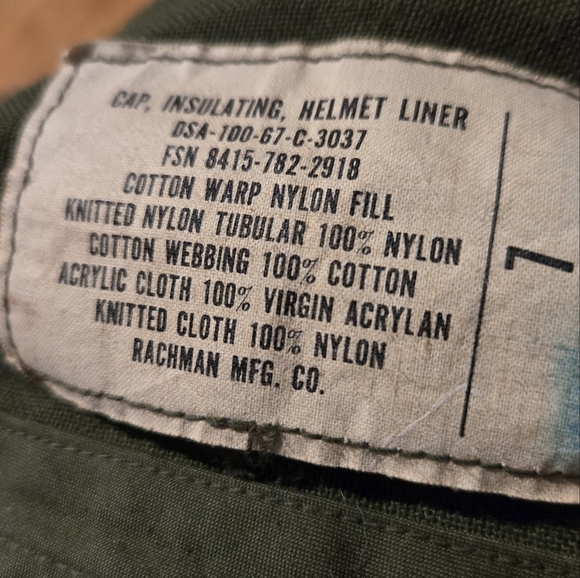 CAP, INSULATING, HELMET LINER
DSA-100-67-C-3037
FSN 8415-782-2918
COTTON WARP NYLON FILL
KNITTED NYLON TUBULAR 100% NYLON
COTTON WEBBING 100% COTTON
ACRYLIC CLOTH 100% VIRGIN ACRYLAN
KNITTED CLOTH 100% NYLON
RACHMAN MFG. CO.
7